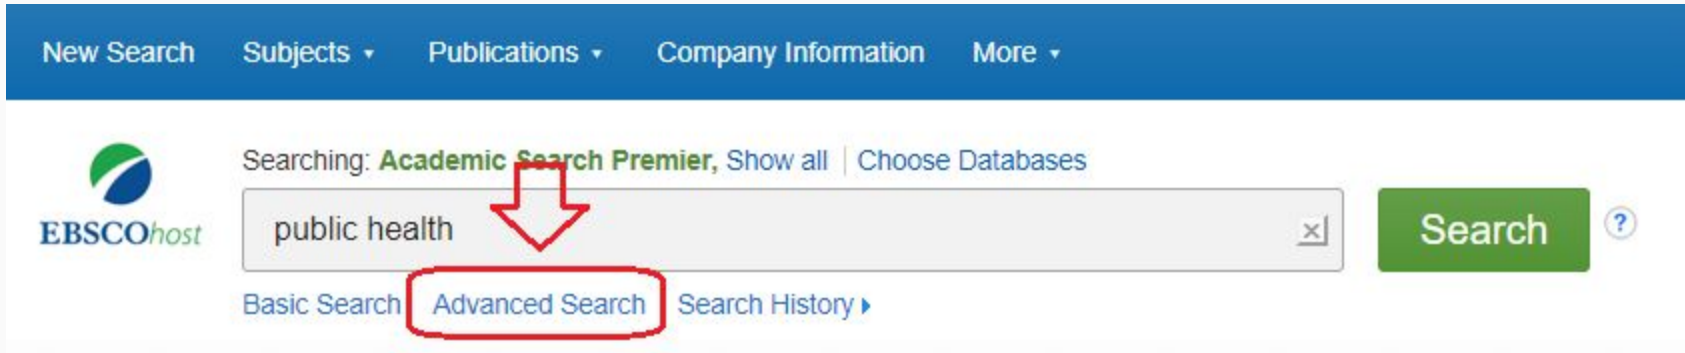 New Search Subjects Publications Company Information More
Searching: Academic Search Premier, Show all | Choose Databases
EBSCOhost
public health
Search
?
Basic Search Advanced Search Search History